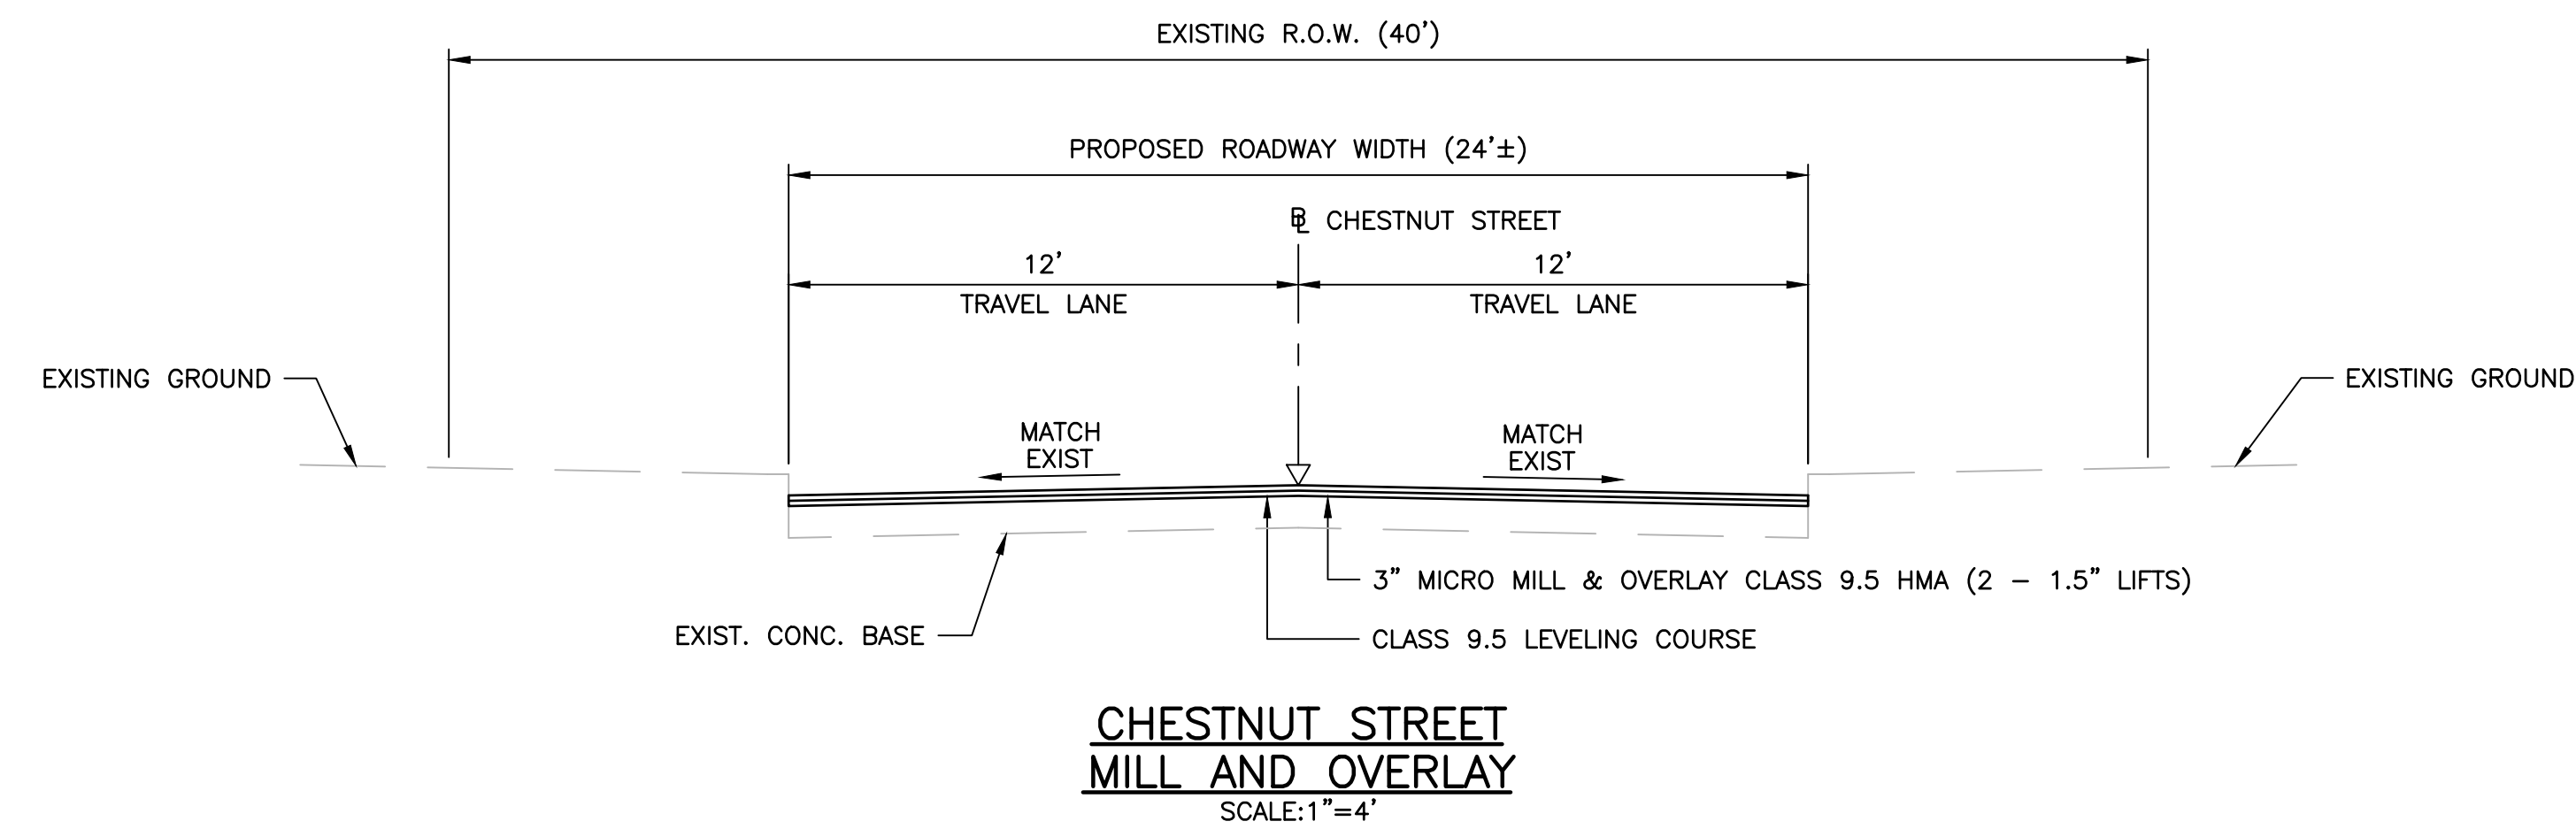 EXISTING R.O.W. (40')
PROPOSED ROADWAY WIDTH (24'±)
CHESTNUT STREET
12'
TRAVEL LANE
12'
TRAVEL LANE
EXISTING GROUND
EXISTING GROUND
MATCH
EXIST
MATCH
EXIST
3" MICRO MILL & OVERLAY CLASS 9.5 HMA (2 - 1.5" LIFTS)
EXIST. CONC. BASE
CLASS 9.5 LEVELING COURSE
CHESTNUT STREET
MILL AND OVERLAY
SCALE:1"=4'